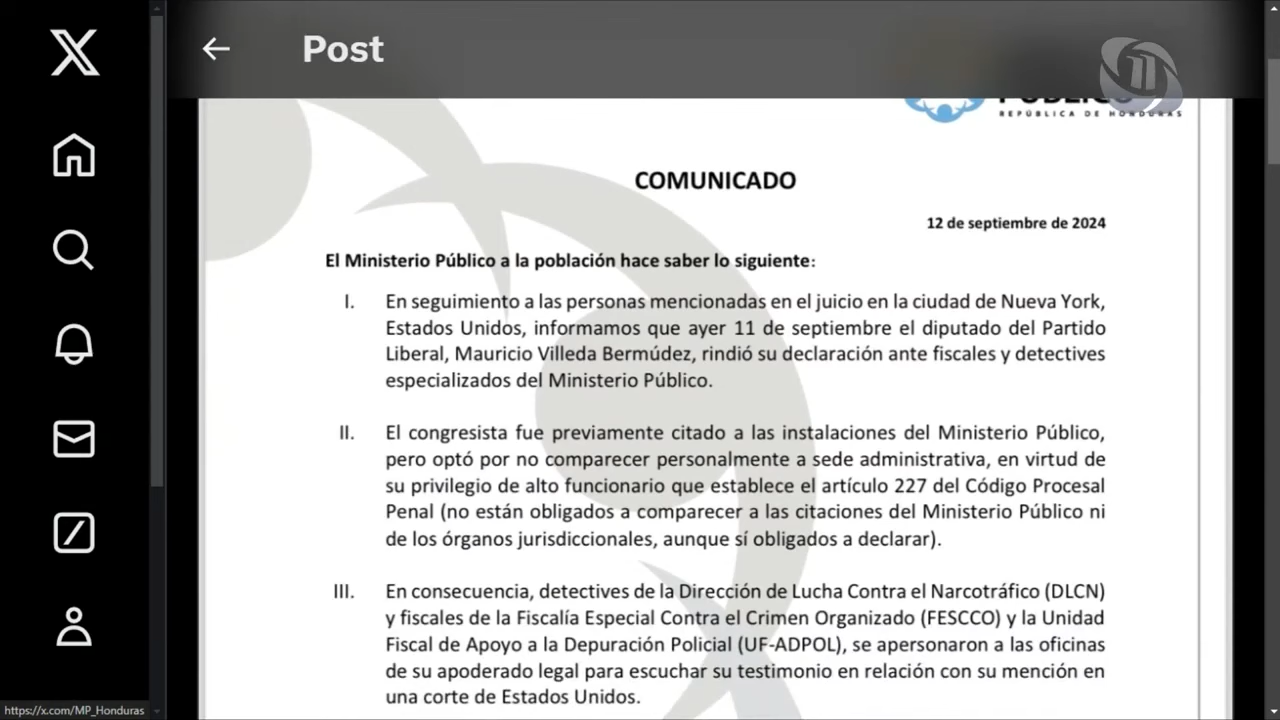 Post
REPÚBLICA DE HONDURAS
COMUNICADO
12 de septiembre de 2024
El Ministerio Público a la población hace saber lo siguiente:
I. En seguimiento a las personas mencionadas en el juicio en la ciudad de Nueva York,
Estados Unidos, informamos que ayer 11 de septiembre el diputado del Partido
Liberal, Mauricio Villeda Bermúdez, rindió su declaración ante fiscales y detectives
especializados del Ministerio Público.
II. El congresista fue previamente citado a las instalaciones del Ministerio Público,
pero optó por no comparecer personalmente a sede administrativa, en virtud de
su privilegio de alto funcionario que establece el artículo 227 del Código Procesal
Penal (no están obligados a comparecer a las citaciones del Ministerio Público ni
de los órganos jurisdiccionales, aunque sí obligados a declarar).
III. En consecuencia, detectives de la Dirección de Lucha Contra el Narcotráfico (DLCN)
y fiscales de la Fiscalía Especial Contra el Crimen Organizado (FESCCO) y la Unidad
Fiscal de Apoyo a la Depuración Policial (UF-ADPOL), se apersonaron a las oficinas
de su apoderado legal para escuchar su testimonio en relación con su mención en
una corte de Estados Unidos.
https://x.com/MP_Honduras